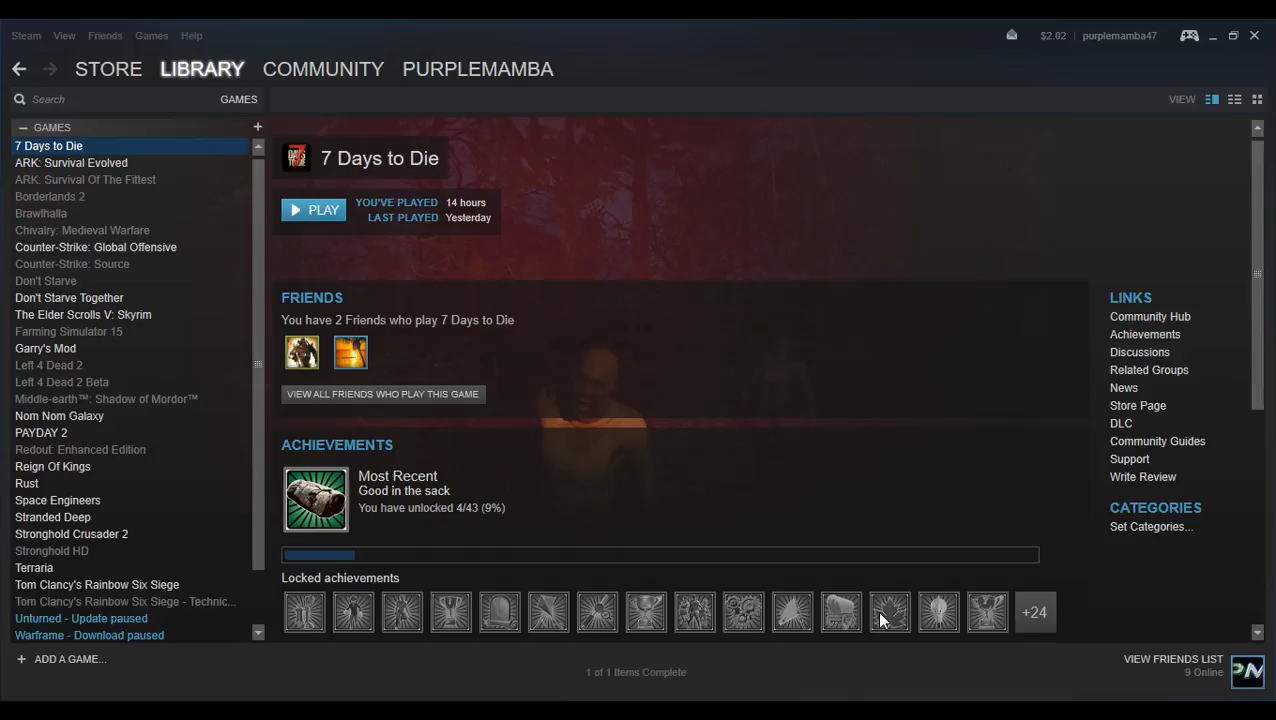 Steam View Friends Games Help
$2.02 purplemamba47
STORE LIBRARY COMMUNITY PURPLEMAMBA
Search GAMES VIEW
— GAMES +
7 Days to Die
ARK: Survival Evolved
ARK: Survival Of The Fittest
Borderlands 2
Brawlhalla
Chivalry: Medieval Warfare
Counter-Strike: Global Offensive
Counter-Strike: Source
Don't Starve
Don't Starve Together
The Elder Scrolls V: Skyrim
Farming Simulator 15
Garry's Mod
Left 4 Dead 2
Left 4 Dead 2 Beta
Middle-earth™: Shadow of Mordor™
Nom Nom Galaxy
PAYDAY 2
Redout: Enhanced Edition
Reign Of Kings
Rust
Space Engineers
Stranded Deep
Stronghold Crusader 2
Stronghold HD
Terraria
Tom Clancy's Rainbow Six Siege
Tom Clancy's Rainbow Six Siege - Technic...
Unturned - Update paused
Warframe - Download paused
+ ADD A GAME...
7 DAYS TO DIE
7 Days to Die
PLAY
YOU'VE PLAYED 14 hours
LAST PLAYED Yesterday
FRIENDS
You have 2 Friends who play 7 Days to Die
VIEW ALL FRIENDS WHO PLAY THIS GAME
ACHIEVEMENTS
Most Recent
Good in the sack
You have unlocked 4/43 (9%)
Locked achievements
+24
LINKS
Community Hub
Achievements
Discussions
Related Groups
News
Store Page
DLC
Community Guides
Support
Write Review
CATEGORIES
Set Categories...
1 of 1 Items Complete
VIEW FRIENDS LIST
9 Online